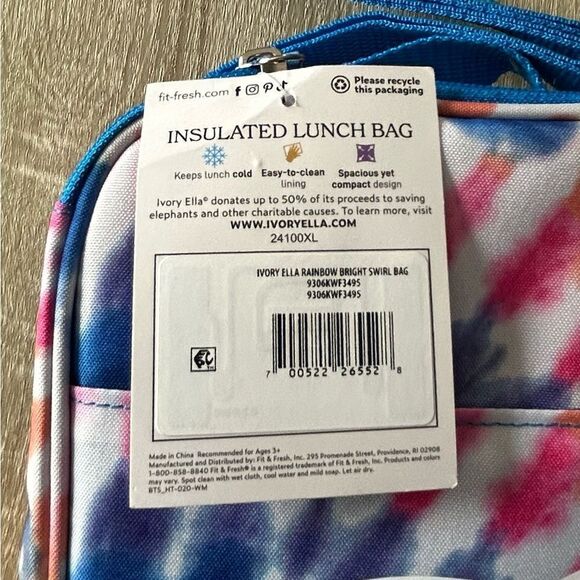 fit-fresh.com
Please recycle
this packaging
INSULATED LUNCH BAG
Keeps lunch cold
Easy-to-clean
lining
Spacious yet
compact design
Ivory Ella® donates up to 50% of its proceeds to saving
elephants and other charitable causes. To learn more, visit
WWW.IVORYELLA.COM
24100XL
IVORY ELLA RAINBOW BRIGHT SWIRL BAG
9306KWF3495
9306KWF3495
7 00522 26552 8
Made in China Recommended for Ages 3+
Manufactured and Distributed by: Fit & Fresh, Inc. 295 Promenade Street, Providence, RI 02908
1-800-858-8840 Fit & Fresh® is a registered trademark of Fit & Fresh, Inc. Products and colors
may vary. Spot clean with wet cloth, cool water and mild soap. Let air dry.
BTS_HT-020-WM